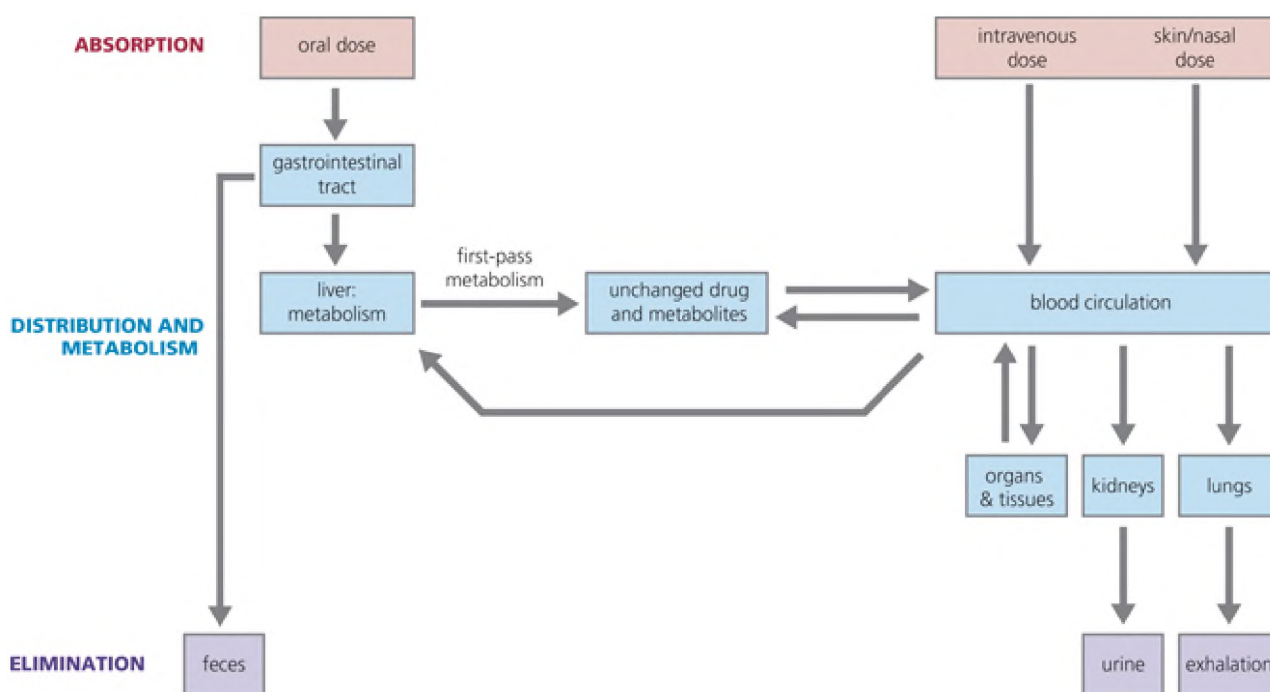 ABSORPTION
oral dose
intravenous
dose
skin/nasal
dose
gastrointestinal
tract
first-pass
metabolism
liver:
metabolism
unchanged drug
and metabolites
blood circulation
DISTRIBUTION AND
METABOLISM
organs
& tissues
kidneys
lungs
ELIMINATION
feces
urine
exhalation